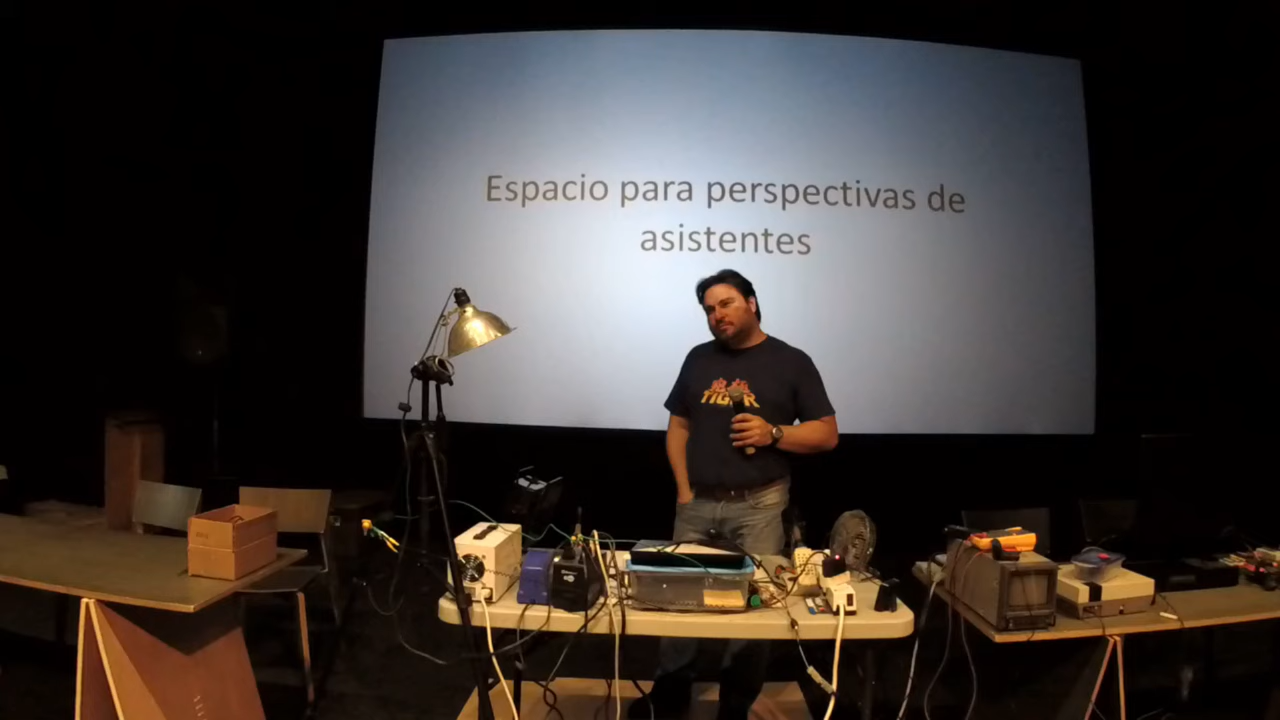 Espacio para perspectivas de
asistentes
TIGER